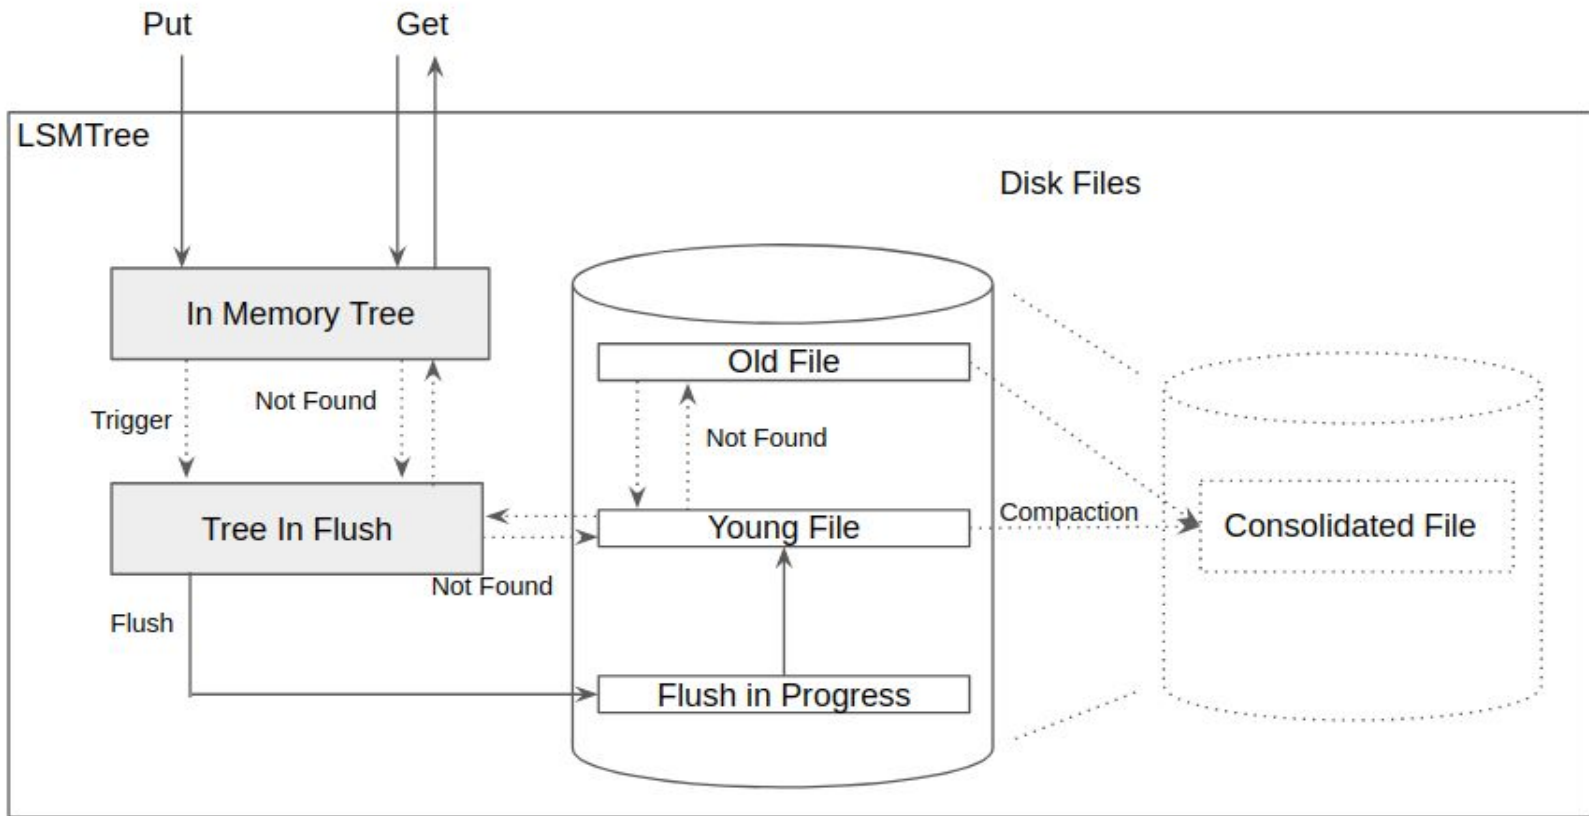 Put
Get
LSMTree
Disk Files
In Memory Tree
Old File
Not Found
Trigger
Not Found
Tree In Flush
Young File
Compaction
Consolidated File
Not Found
Flush
Flush in Progress